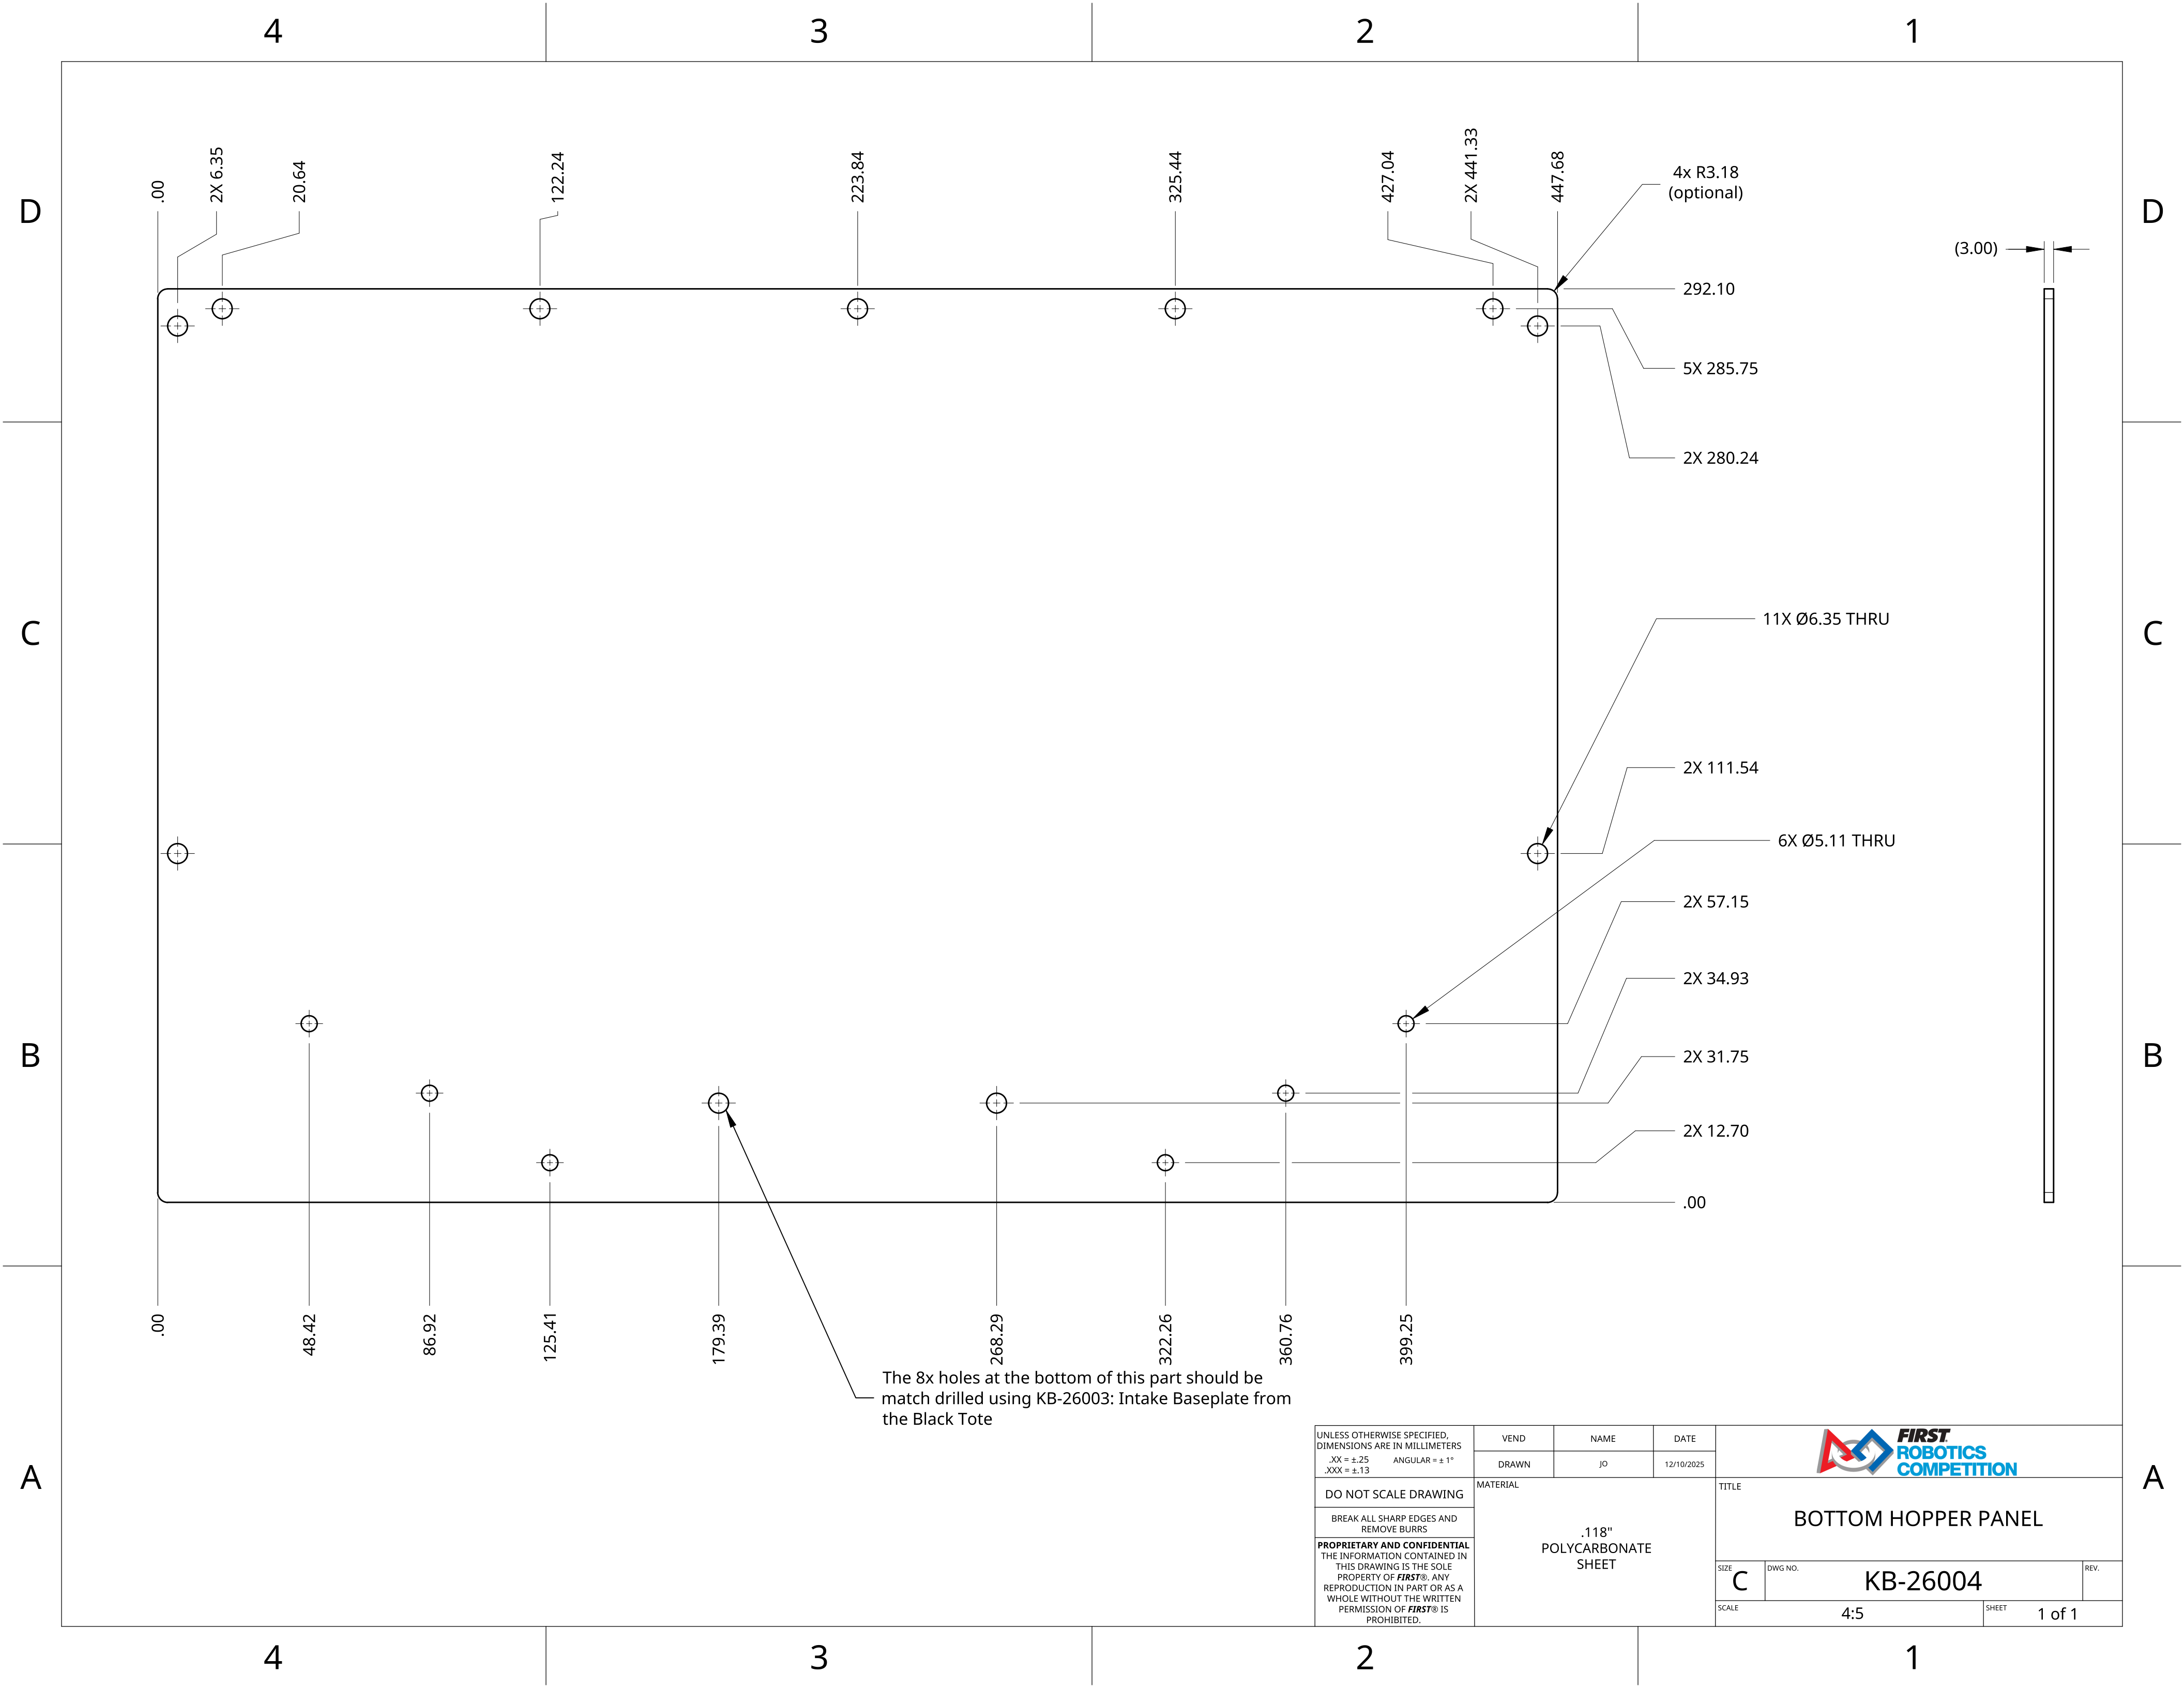 4 3 2 1
D D
C C
B B
A A
4 3 2 1
.00
2X 6.35
20.64
122.24
223.84
325.44
427.04
2X 441.33
447.68
4x R3.18
(optional)
(3.00)
292.10
5X 285.75
2X 280.24
11X Ø6.35 THRU
2X 111.54
6X Ø5.11 THRU
2X 57.15
2X 34.93
2X 31.75
2X 12.70
.00
.00
48.42
86.92
125.41
179.39
268.29
322.26
360.76
399.25
The 8x holes at the bottom of this part should be
match drilled using KB-26003: Intake Baseplate from
the Black Tote
UNLESS OTHERWISE SPECIFIED,
DIMENSIONS ARE IN MILLIMETERS
.XX = ±.25 ANGULAR = ± 1°
.XXX = ±.13
DO NOT SCALE DRAWING
BREAK ALL SHARP EDGES AND
REMOVE BURRS
PROPRIETARY AND CONFIDENTIAL
THE INFORMATION CONTAINED IN
THIS DRAWING IS THE SOLE
PROPERTY OF FIRST®. ANY
REPRODUCTION IN PART OR AS A
WHOLE WITHOUT THE WRITTEN
PERMISSION OF FIRST® IS
PROHIBITED.
VEND NAME DATE
DRAWN JO 12/10/2025
MATERIAL
.118"
POLYCARBONATE
SHEET
FIRST®
ROBOTICS
COMPETITION
TITLE
BOTTOM HOPPER PANEL
SIZE
C
DWG NO.
KB-26004
REV.
SCALE
4:5
SHEET
1 of 1